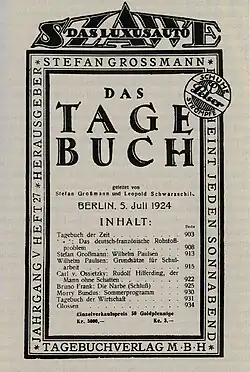 SZAWE
DAS LUXUSAUTO
HERAUSGEBER
STEFAN GROSSMANN
JAHRGANG V HEFT 27
DAS
TAGE
BUCH
SCHUH
STRÜMPFE
geleitet von
Stefan Großmann und Leopold Schwarzschild
BERLIN, 5. Juli 1924
INHALT:
Seite
Tagebuch der Zeit 903
* * * : Das deutsch-französische Rohstoff-
problem 908
Stefan Großmann: Wilhelm Paulsen 913
Wilhelm Paulsen: Grundsätze für Schul-
arbeit 915
Carl v. Ossietzky: Rudolf Hilferding, der
Mann ohne Schatten 922
Bruno Frank: Die Narbe (Schluß) 925
Morry Bundus: Sommerprogramm 930
Tagebuch der Wirtschaft 931
Glossen 934
Einzelverkaufspreis 50 Goldpfennige
ERSCHEINT JEDEN SONNABEND
TAGEBUCHVERLAG M·B·H